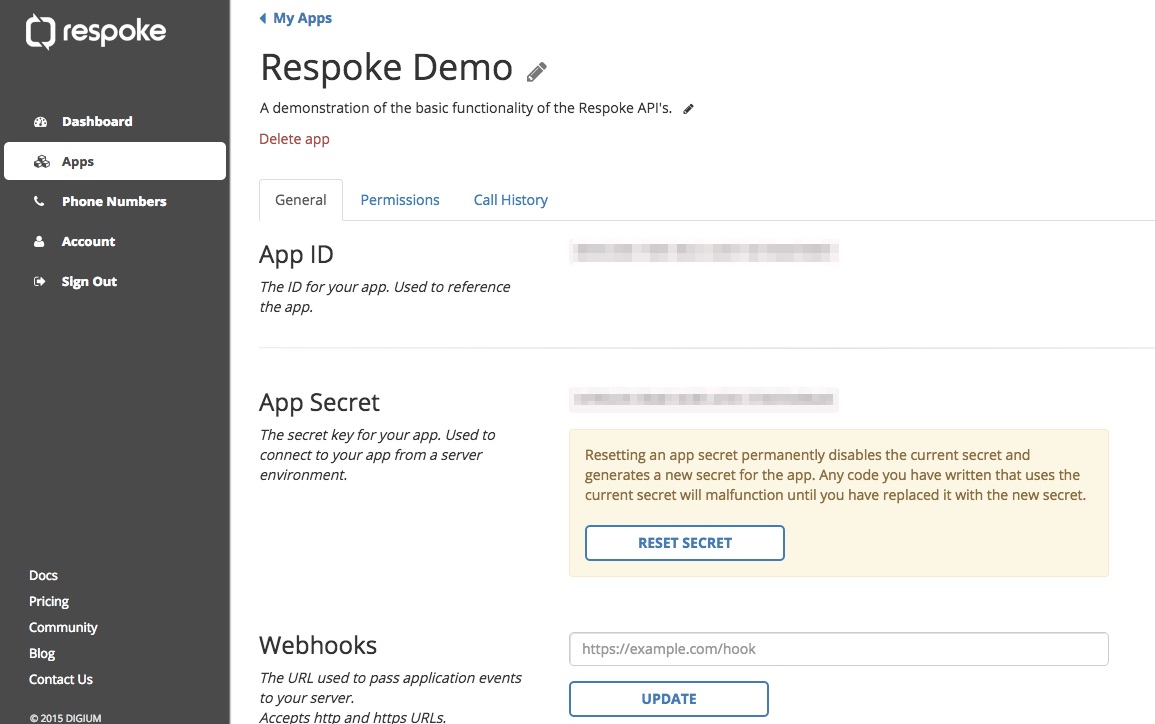 respoke
Dashboard
Apps
Phone Numbers
Account
Sign Out
Docs
Pricing
Community
Blog
Contact Us
© 2015 DIGIUM
My Apps
Respoke Demo
A demonstration of the basic functionality of the Respoke API's.
Delete app
General Permissions Call History
App ID
The ID for your app. Used to reference
the app.
App Secret
The secret key for your app. Used to
connect to your app from a server
environment.
Resetting an app secret permanently disables the current secret and
generates a new secret for the app. Any code you have written that uses the
current secret will malfunction until you have replaced it with the new secret.
RESET SECRET
Webhooks
The URL used to pass application events
to your server.
Accepts http and https URLs.
https://example.com/hook
UPDATE